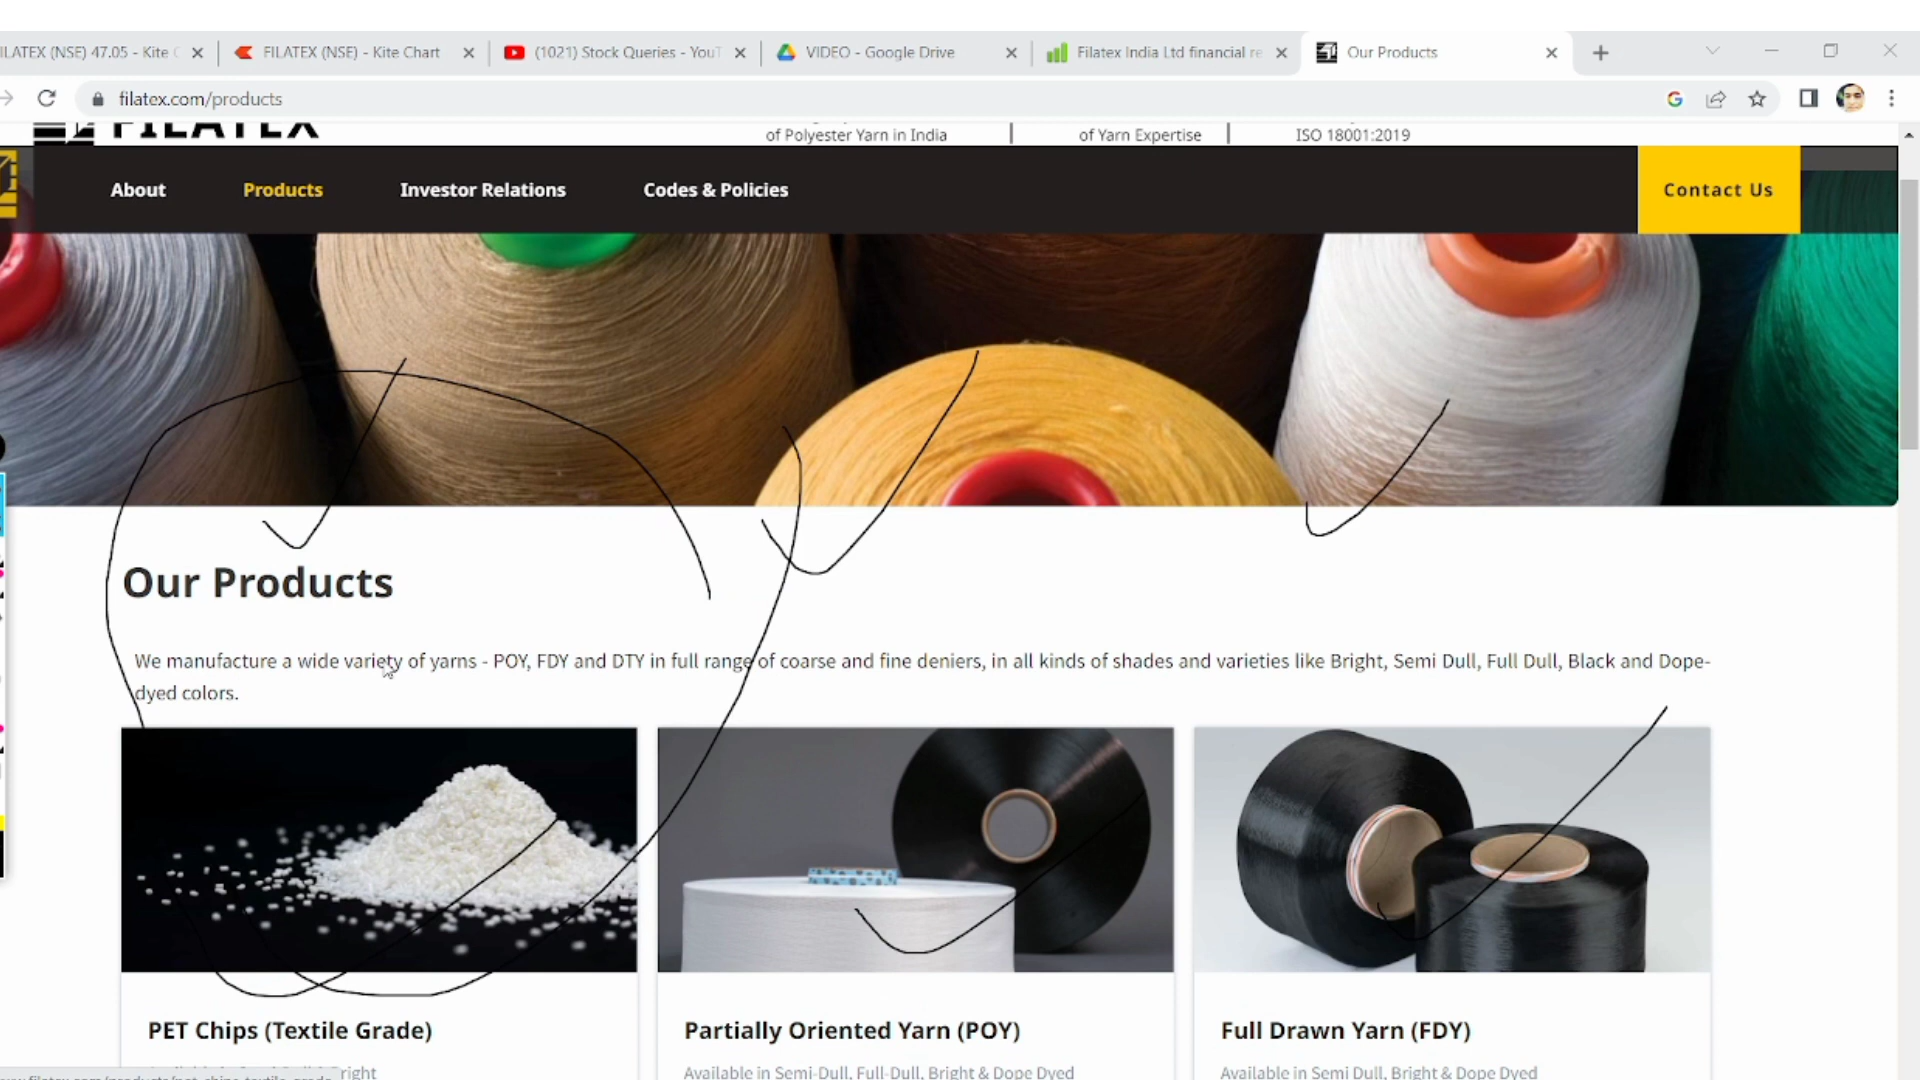 ILATEX (NSE) 47.05 - Kite
FILATEX (NSE) - Kite Chart
(1021) Stock Queries - YouT
VIDEO - Google Drive
Filatex India Ltd financial re
Our Products
filatex.com/products
FILATEX
of Polyester Yarn in India
of Yarn Expertise
ISO 18001:2019
About
Products
Investor Relations
Codes & Policies
Contact Us
Our Products
We manufacture a wide variety of yarns - POY, FDY and DTY in full range of coarse and fine deniers, in all kinds of shades and varieties like Bright, Semi Dull, Full Dull, Black and Dope-
dyed colors.
PET Chips (Textile Grade)
Partially Oriented Yarn (POY)
Full Drawn Yarn (FDY)
right
Available in Semi-Dull, Full-Dull, Bright & Dope Dyed
Available in Semi Dull, Bright & Dope Dyed